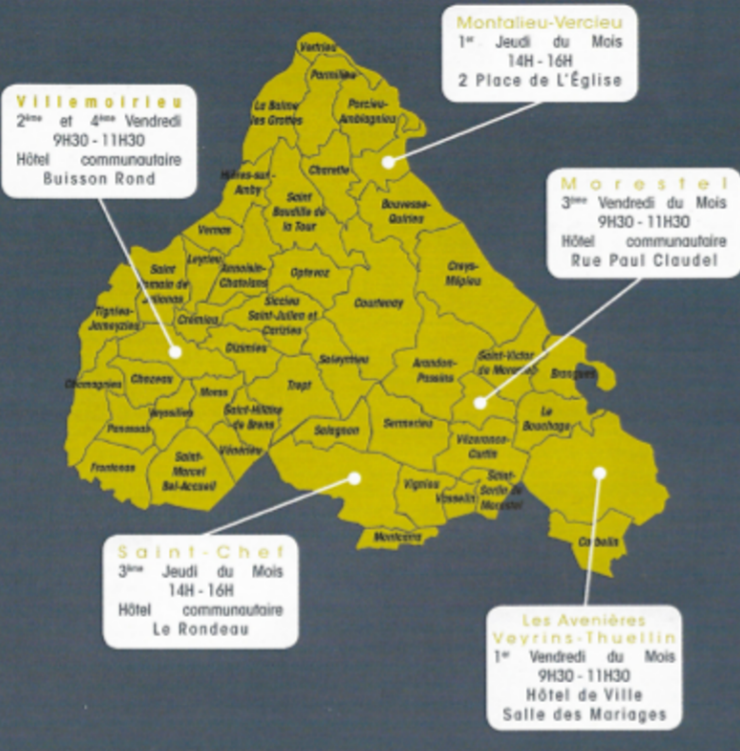 Montalieu-Vercieu
1er Jeudi du Mois
14H - 16H
2 Place de L'Église
Villemoirieu
2ème et 4ème Vendredi
9H30 - 11H30
Hôtel communautaire
Buisson Rond
Morestel
3ème Vendredi du Mois
9H30 - 11H30
Hôtel communautaire
Rue Paul Claudel
Vertrieu
Parmilieu
La Balme
les Grottes
Porcieu-
Amblagnieu
Charette
Hières-sur-
Amby
Saint
Baudille de
la Tour
Bouvesse-
Quirieu
Vernas
Leyrieu
Annoisin-
Chatelans
Optevoz
Creys-
Mépieu
Saint
Romain de
Jalionas
Siccieu
Saint-Julien et
Carizieu
Courtenay
Tignieu-
Jameyzieu
Crémieu
Dizimieu
Soleymieu
Arandon-
Passins
Saint-Victor
de Morestel
Brangues
Chamagnieu
Chozeau
Moras
Trept
Veyssilieu
Panossas
Saint-Hilaire
de Brens
Salagnon
Sermerieu
Le
Bouchage
Vézeronce-
Curtin
Frontonas
Saint-
Marcel
Bel-Accueil
Vénérieu
Vignieu
Vasselin
Saint-
Sorlin de
Morestel
Montcarra
Corbelin
Saint-Chef
3ème Jeudi du Mois
14H - 16H
Hôtel communautaire
Le Rondeau
Les Avenières
Veyrins-Thuellin
1er Vendredi du Mois
9H30 - 11H30
Hôtel de Ville
Salle des Mariages